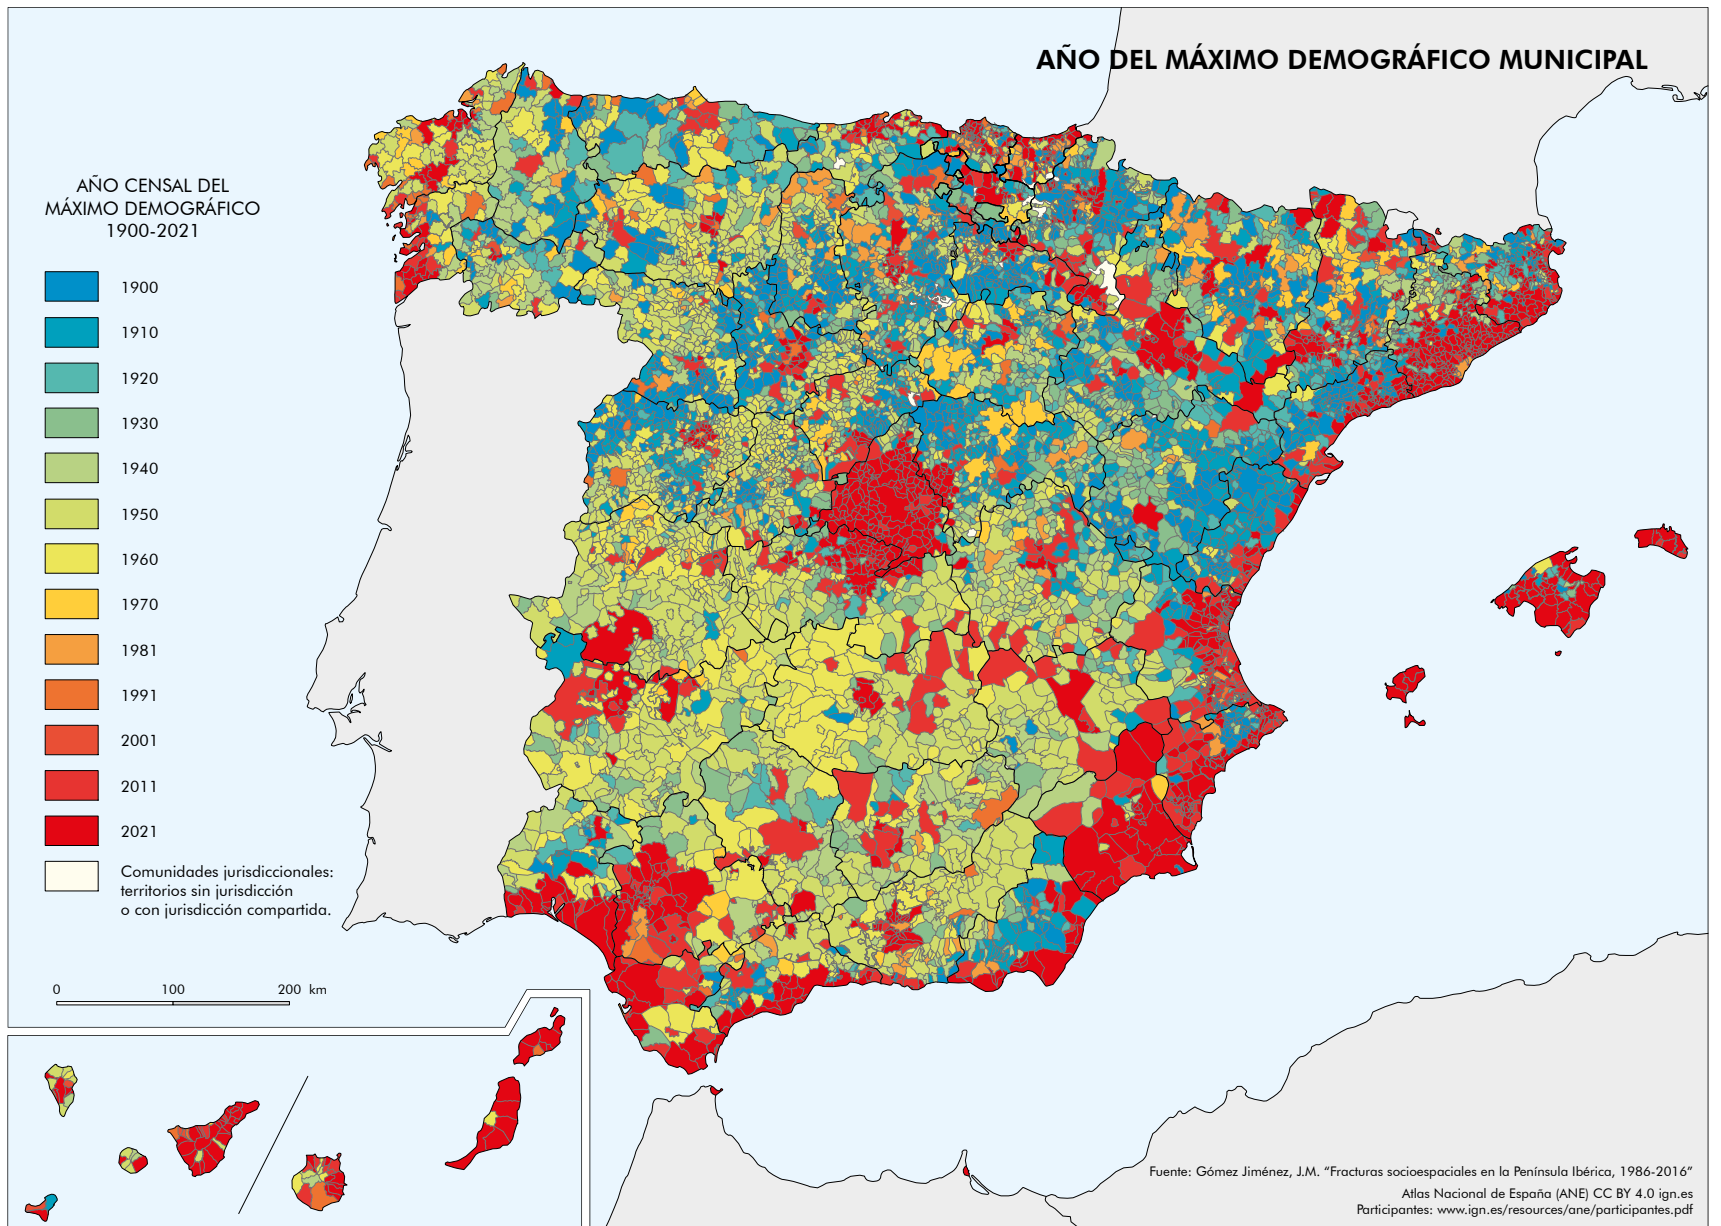 AÑO DEL MÁXIMO DEMOGRÁFICO MUNICIPAL
AÑO CENSAL DEL
MÁXIMO DEMOGRÁFICO
1900-2021
1900
1910
1920
1930
1940
1950
1960
1970
1981
1991
2001
2011
2021
Comunidades jurisdiccionales:
territorios sin jurisdicción
o con jurisdicción compartida.
0 100 200 km
Fuente: Gómez Jiménez, J.M. “Fracturas socioespaciales en la Península Ibérica, 1986-2016”
Atlas Nacional de España (ANE) CC BY 4.0 ign.es
Participantes: www.ign.es/resources/ane/participantes.pdf